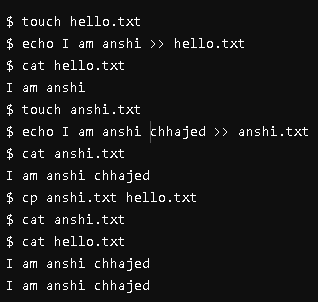 $ touch hello.txt
$ echo I am anshi >> hello.txt
$ cat hello.txt
I am anshi
$ touch anshi.txt
$ echo I am anshi chhajed >> anshi.txt
$ cat anshi.txt
I am anshi chhajed
$ cp anshi.txt hello.txt
$ cat anshi.txt
$ cat hello.txt
I am anshi chhajed
I am anshi chhajed